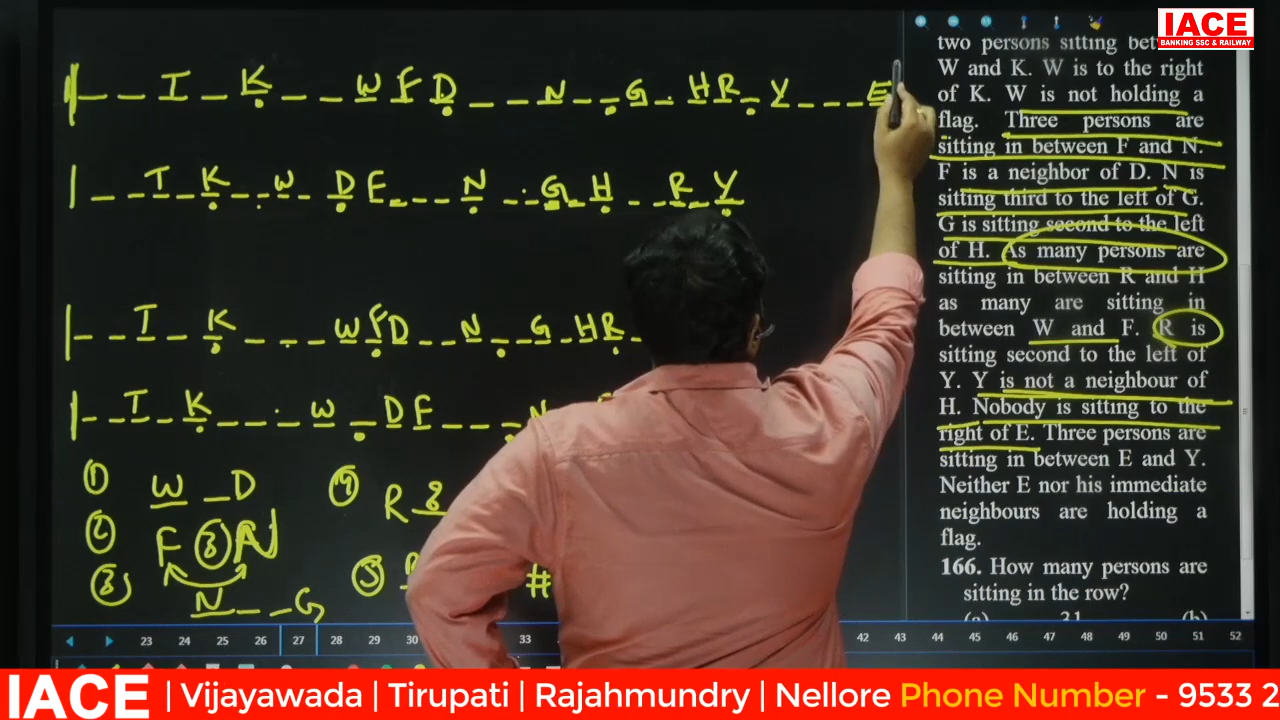 IACE
BANKING SSC & RAILWAY
two persons sitting
W and K. W is to the right
of K. W is not holding a
flag. Three persons are
sitting in between F and N.
F is a neighbor of D. N is
sitting third to the left of G.
G is sitting second to the left
of H. As many persons are
sitting in between R and H
as many are sitting in
between W and F. R is
sitting second to the left of
Y. Y is not a neighbour of
H. Nobody is sitting to the
right of E. Three persons are
sitting in between E and Y.
Neither E nor his immediate
neighbours are holding a
flag.
166. How many persons are
sitting in the row?
I K W F D N G H R Y E
I K W D F N G H R Y
I K W F D N G H R
I K W D F N
① W _ D
② F ③ N
③ N _ _ G
④ R
⑤ #
23 24 25 26 27 28 29 30 33 42 43 44 45 46 47 48 49 50 51 52
IACE | Vijayawada | Tirupati | Rajahmundry | Nellore Phone Number - 9533 2